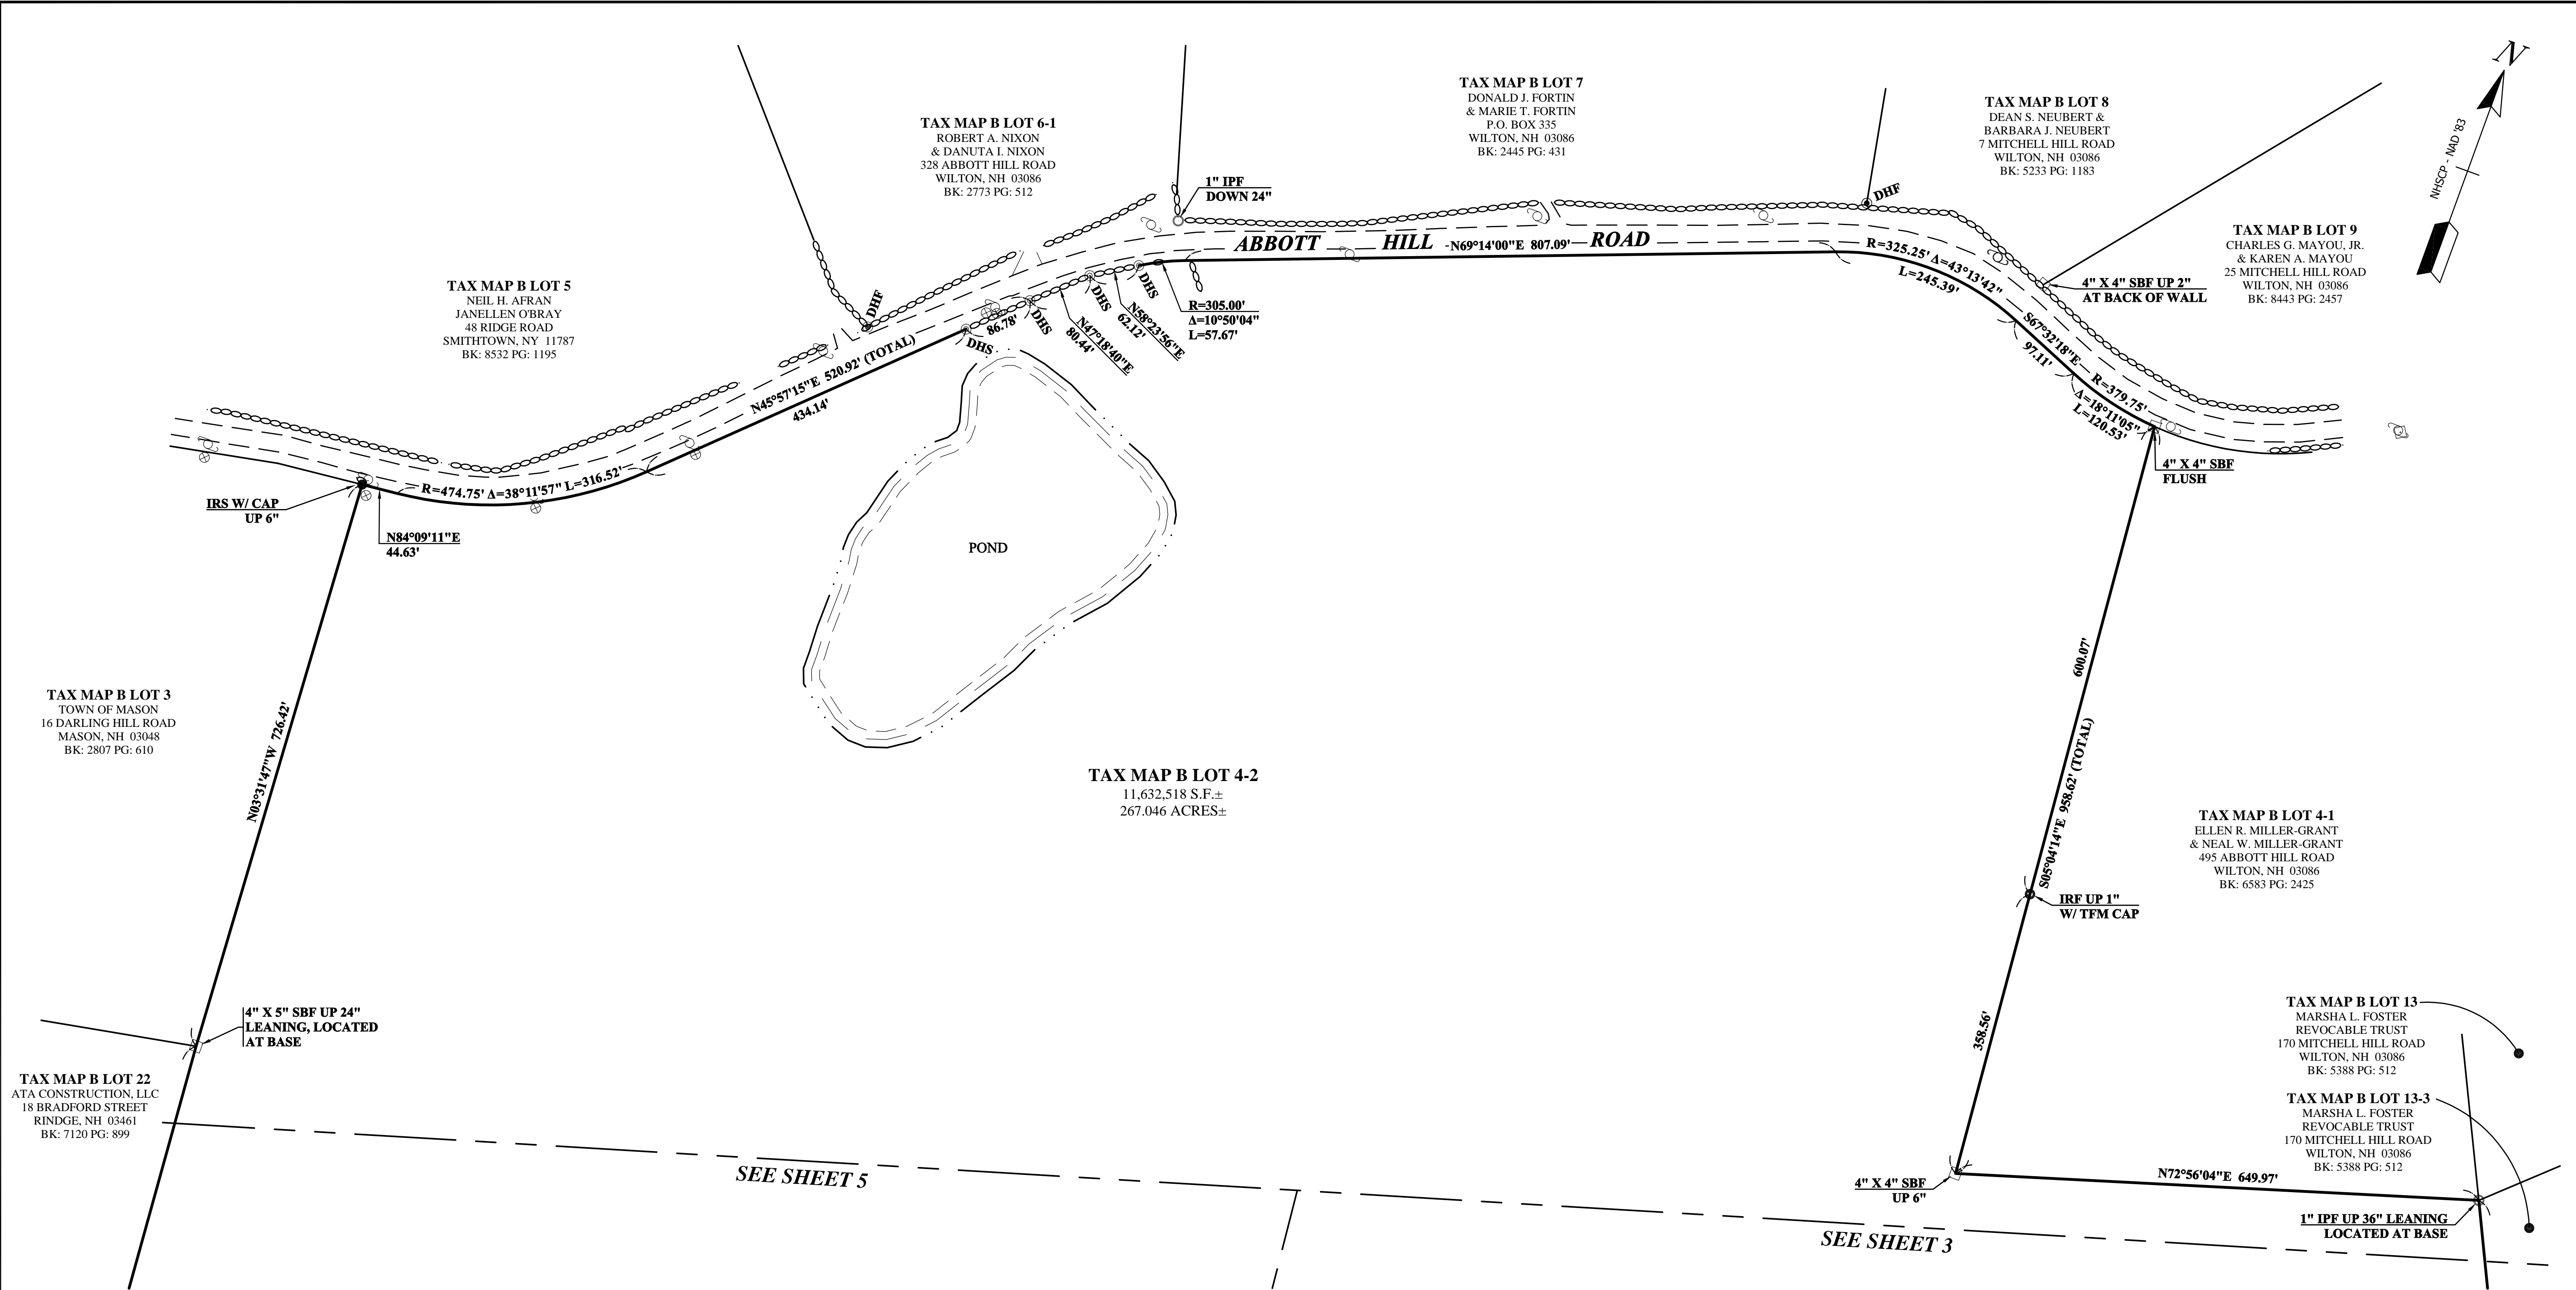 N
NHSCP - NAD '83
TAX MAP B LOT 7
DONALD J. FORTIN
& MARIE T. FORTIN
P.O. BOX 335
WILTON, NH 03086
BK: 2445 PG: 431
TAX MAP B LOT 8
DEAN S. NEUBERT &
BARBARA J. NEUBERT
7 MITCHELL HILL ROAD
WILTON, NH 03086
BK: 5233 PG: 1183
TAX MAP B LOT 6-1
ROBERT A. NIXON
& DANUTA I. NIXON
328 ABBOTT HILL ROAD
WILTON, NH 03086
BK: 2773 PG: 512
1" IPF
DOWN 24"
DHF
TAX MAP B LOT 9
CHARLES G. MAYOU, JR.
& KAREN A. MAYOU
25 MITCHELL HILL ROAD
WILTON, NH 03086
BK: 8443 PG: 2457
ABBOTT HILL ROAD
N69°14'00"E 807.09'
R=325.25' Δ=43°13'42"
L=245.39'
4" X 4" SBF UP 2"
AT BACK OF WALL
TAX MAP B LOT 5
NEIL H. AFRAN
JANELLEN O'BRAY
48 RIDGE ROAD
SMITHTOWN, NY 11787
BK: 8532 PG: 1195
DHF
86.78'
DHS
DHS
DHS
DHS
N47°18'40"E
80.44'
N58°23'56"E
62.12'
R=305.00'
Δ=10°50'04"
L=57.67'
S67°32'18"E
97.11'
R=379.75'
Δ=18°11'05"
L=120.53'
N45°57'15"E 520.92' (TOTAL)
434.14'
R=474.75' Δ=38°11'57" L=316.52'
IRS W/ CAP
UP 6"
N84°09'11"E
44.63'
4" X 4" SBF
FLUSH
POND
TAX MAP B LOT 3
TOWN OF MASON
16 DARLING HILL ROAD
MASON, NH 03048
BK: 2807 PG: 610
N03°31'47"W 726.42'
600.07'
S05°04'14"E 958.62' (TOTAL)
TAX MAP B LOT 4-2
11,632,518 S.F.±
267.046 ACRES±
TAX MAP B LOT 4-1
ELLEN R. MILLER-GRANT
& NEAL W. MILLER-GRANT
495 ABBOTT HILL ROAD
WILTON, NH 03086
BK: 6583 PG: 2425
IRF UP 1"
W/ TFM CAP
358.56'
4" X 5" SBF UP 24"
LEANING, LOCATED
AT BASE
TAX MAP B LOT 13
MARSHA L. FOSTER
REVOCABLE TRUST
170 MITCHELL HILL ROAD
WILTON, NH 03086
BK: 5388 PG: 512
TAX MAP B LOT 22
ATA CONSTRUCTION, LLC
18 BRADFORD STREET
RINDGE, NH 03461
BK: 7120 PG: 899
TAX MAP B LOT 13-3
MARSHA L. FOSTER
REVOCABLE TRUST
170 MITCHELL HILL ROAD
WILTON, NH 03086
BK: 5388 PG: 512
SEE SHEET 5
4" X 4" SBF
UP 6"
N72°56'04"E 649.97'
1" IPF UP 36" LEANING
LOCATED AT BASE
SEE SHEET 3